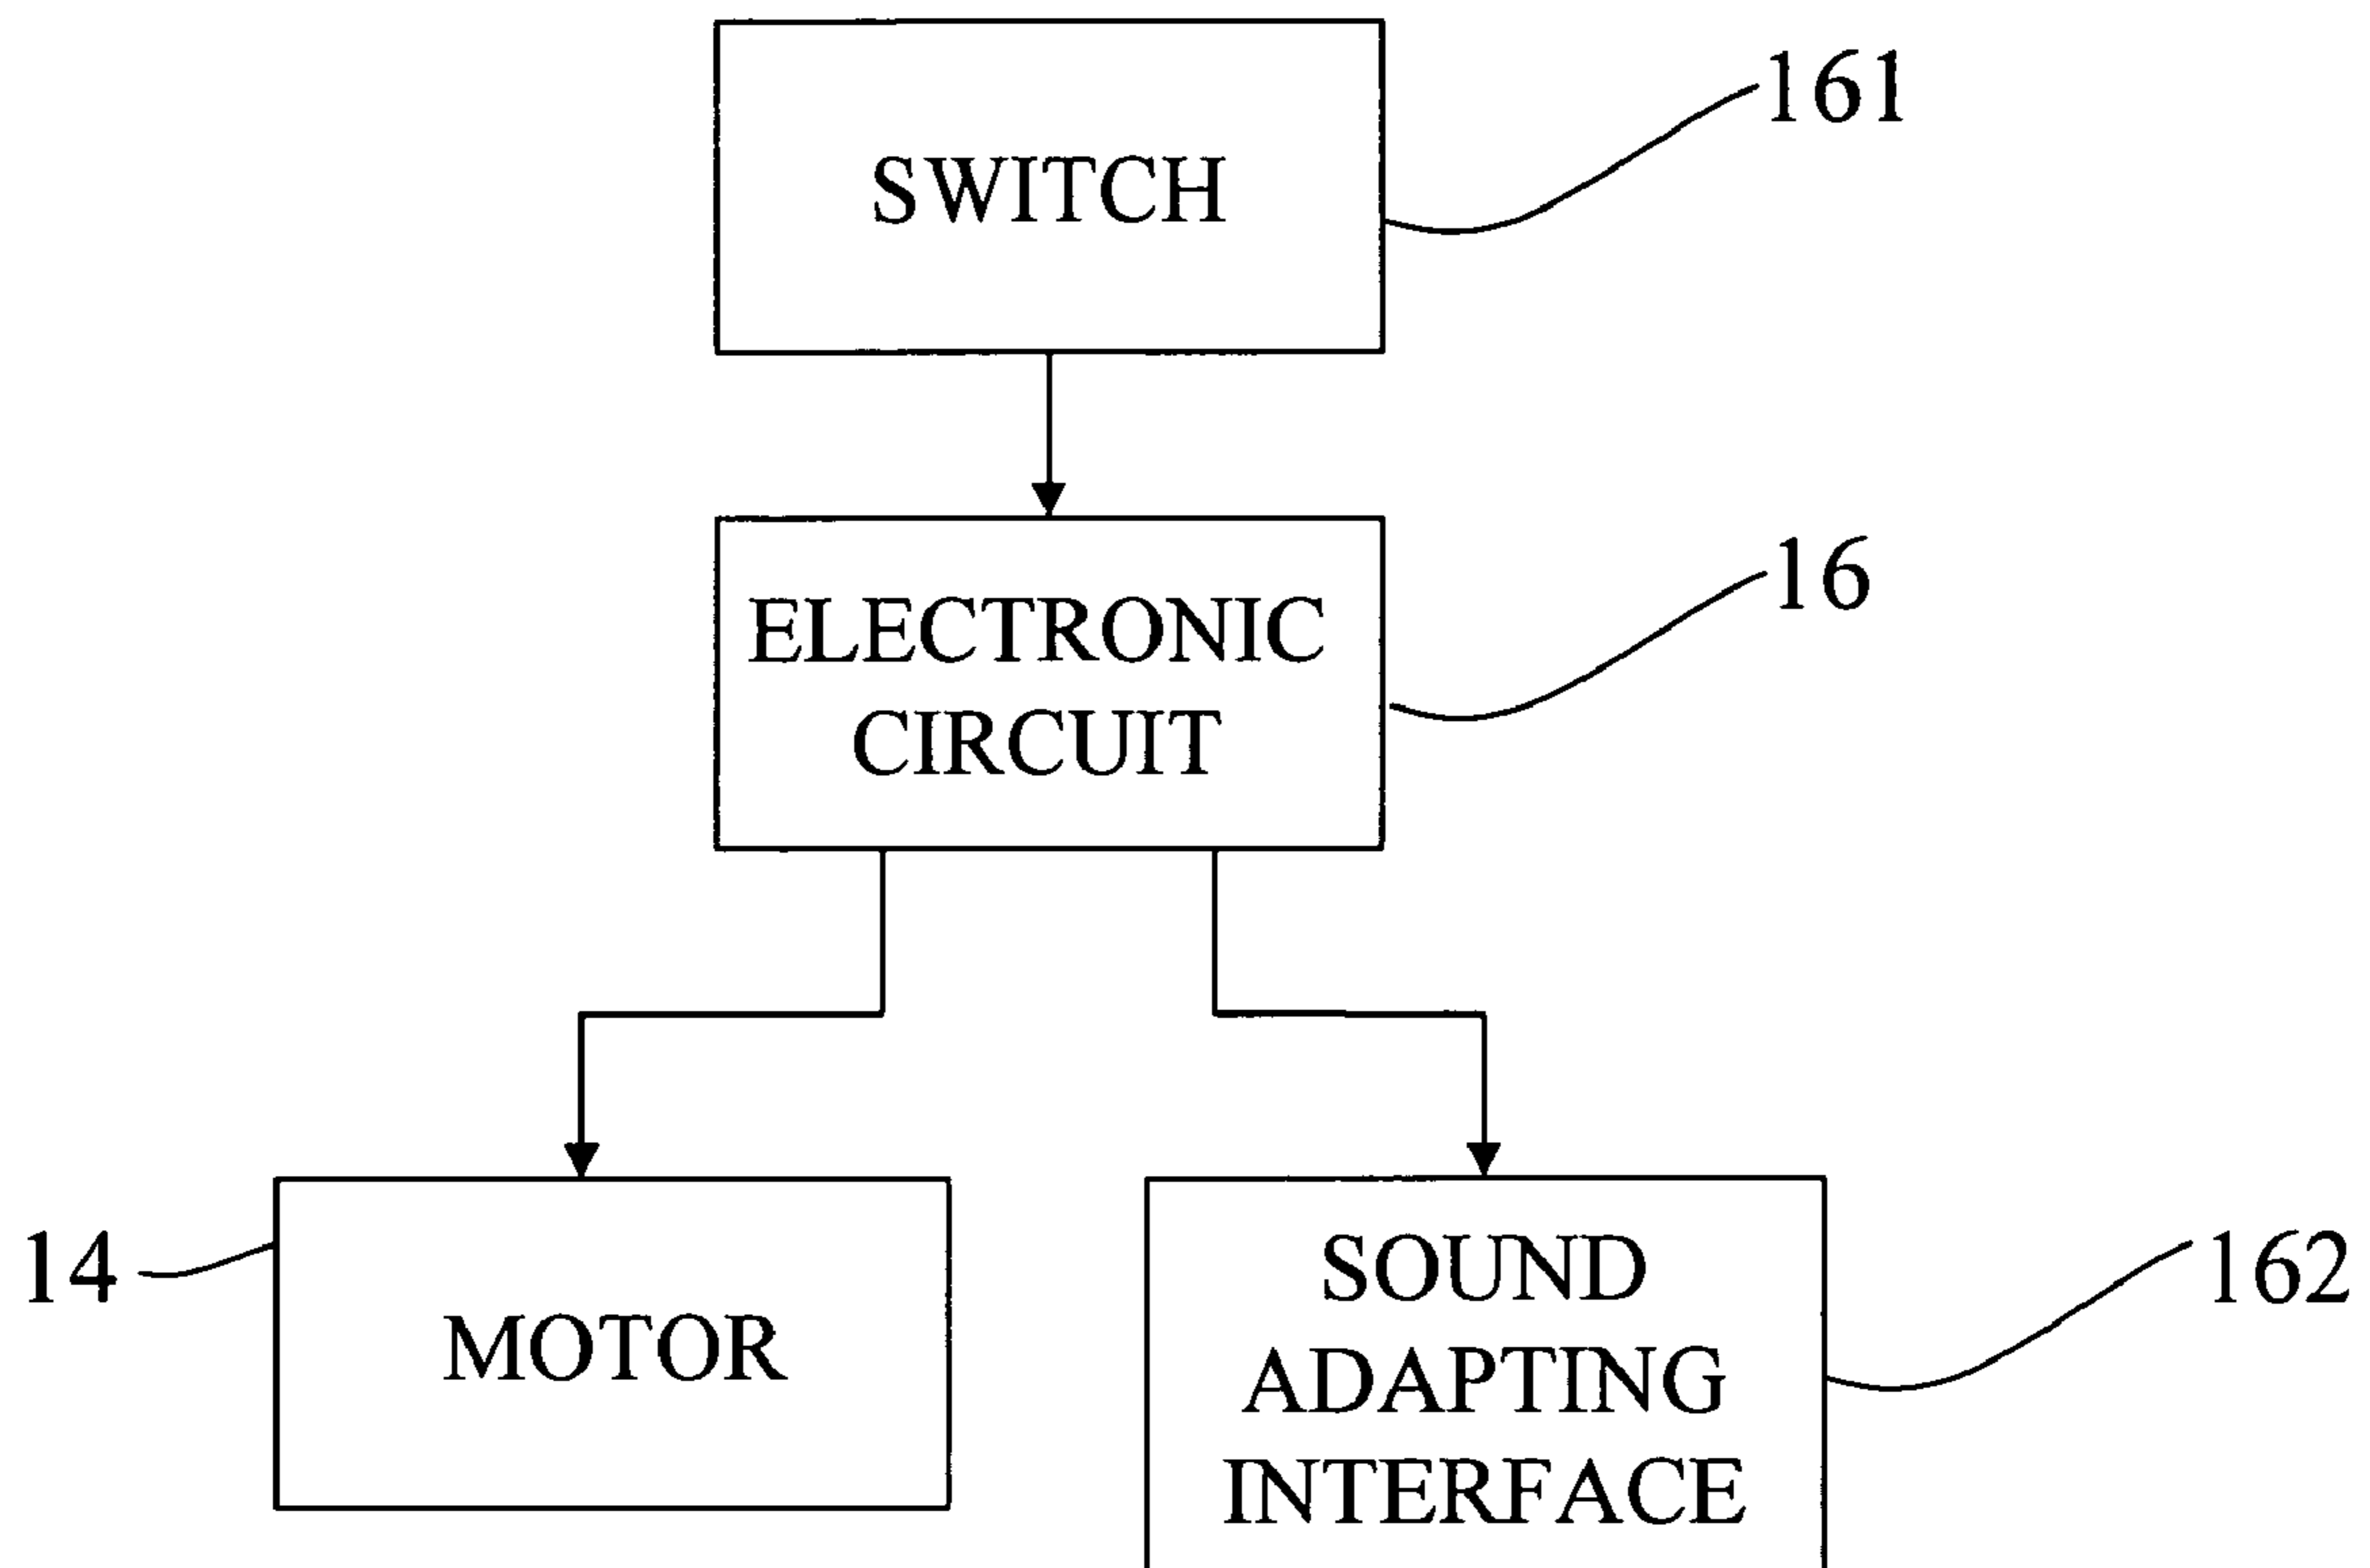 161
SWITCH
16
ELECTRONIC
CIRCUIT
14
MOTOR
SOUND
ADAPTING
INTERFACE
162